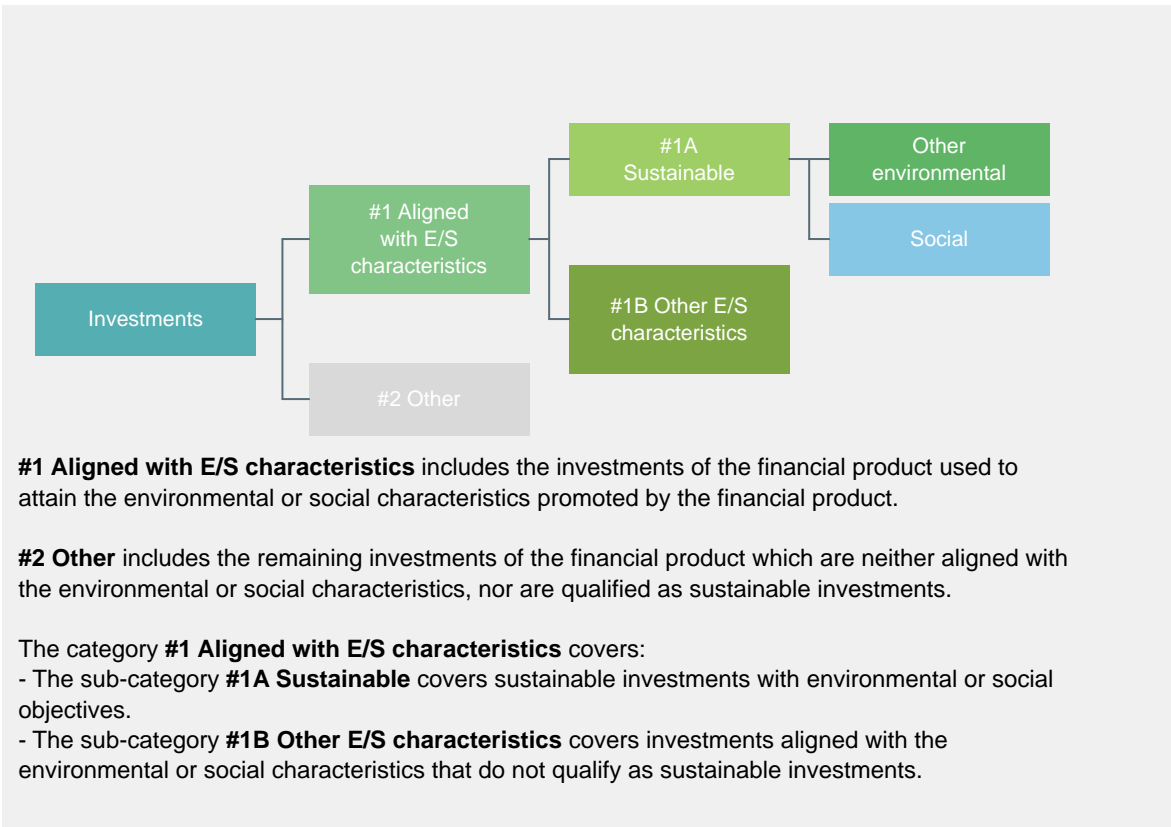 #1A
Sustainable
Other
environmental
#1 Aligned
with E/S
characteristics
Social
Investments
#1B Other E/S
characteristics
#2 Other
#1 Aligned with E/S characteristics includes the investments of the financial product used to
attain the environmental or social characteristics promoted by the financial product.
#2 Other includes the remaining investments of the financial product which are neither aligned with
the environmental or social characteristics, nor are qualified as sustainable investments.
The category #1 Aligned with E/S characteristics covers:
- The sub-category #1A Sustainable covers sustainable investments with environmental or social
objectives.
- The sub-category #1B Other E/S characteristics covers investments aligned with the
environmental or social characteristics that do not qualify as sustainable investments.